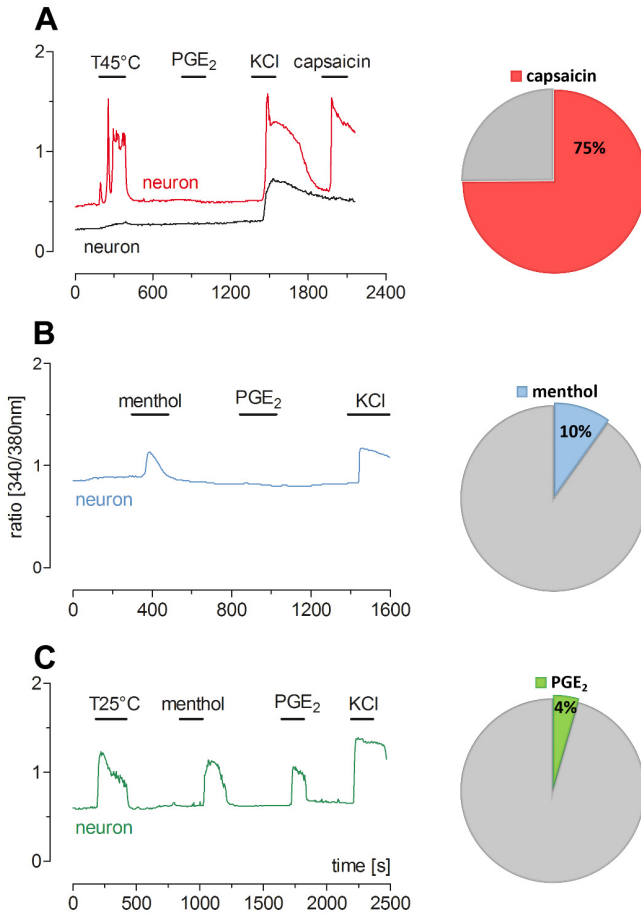 A
2
1
0
T45°C
PGE₂
KCl
capsaicin
neuron
neuron
0
600
1200
1800
2400
capsaicin
75%
B
ratio [340/380nm]
2
1
0
menthol
PGE₂
KCl
neuron
0
400
800
1200
1600
menthol
10%
C
2
1
0
T25°C
menthol
PGE₂
KCl
neuron
time [s]
0
500
1000
1500
2000
2500
PGE₂
4%